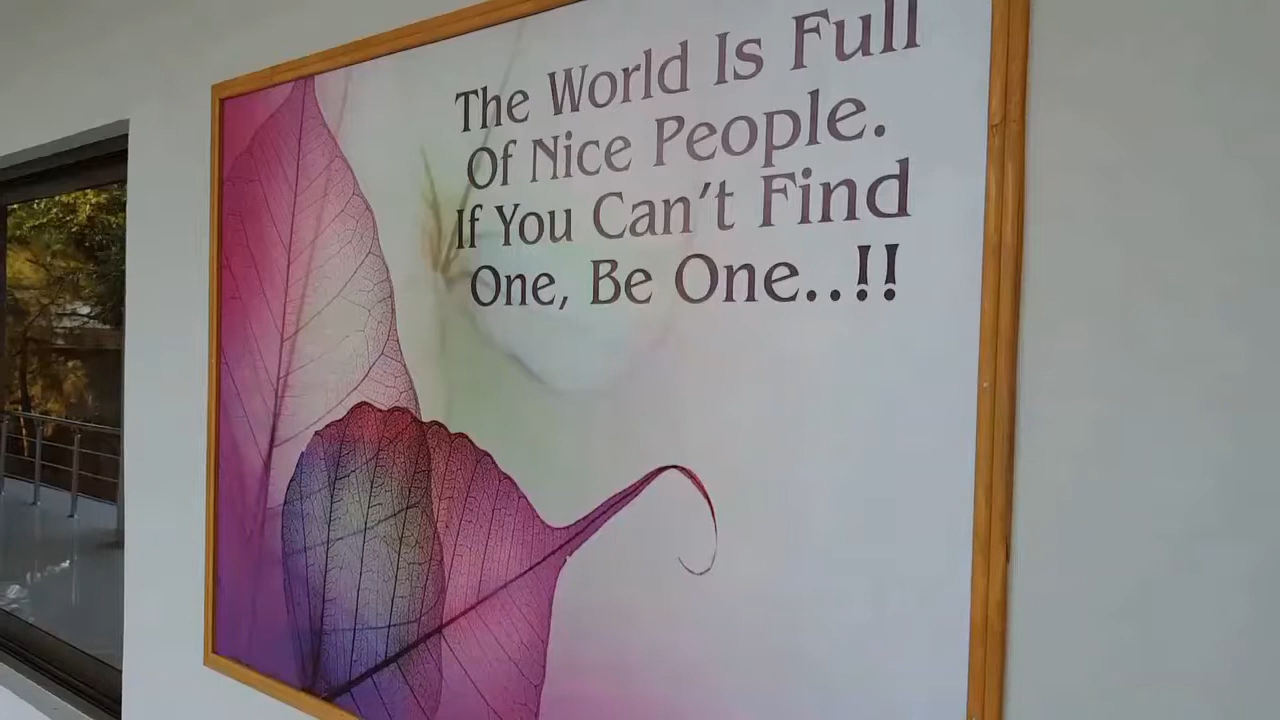 The World Is Full
Of Nice People.
If You Can't Find
One, Be One..!!